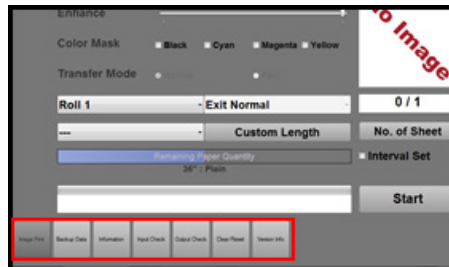 Enhance
o Image
Color Mask Black Cyan Magenta Yellow
Transfer Mode
Roll 1 Exit Normal 0 / 1
--- Custom Length No. of Sheet
Remaining Paper Quantity Interval Set
36" : Plain
Start
Image Print Backup Data Information Input Check Output Check Clear/Reset Version Info